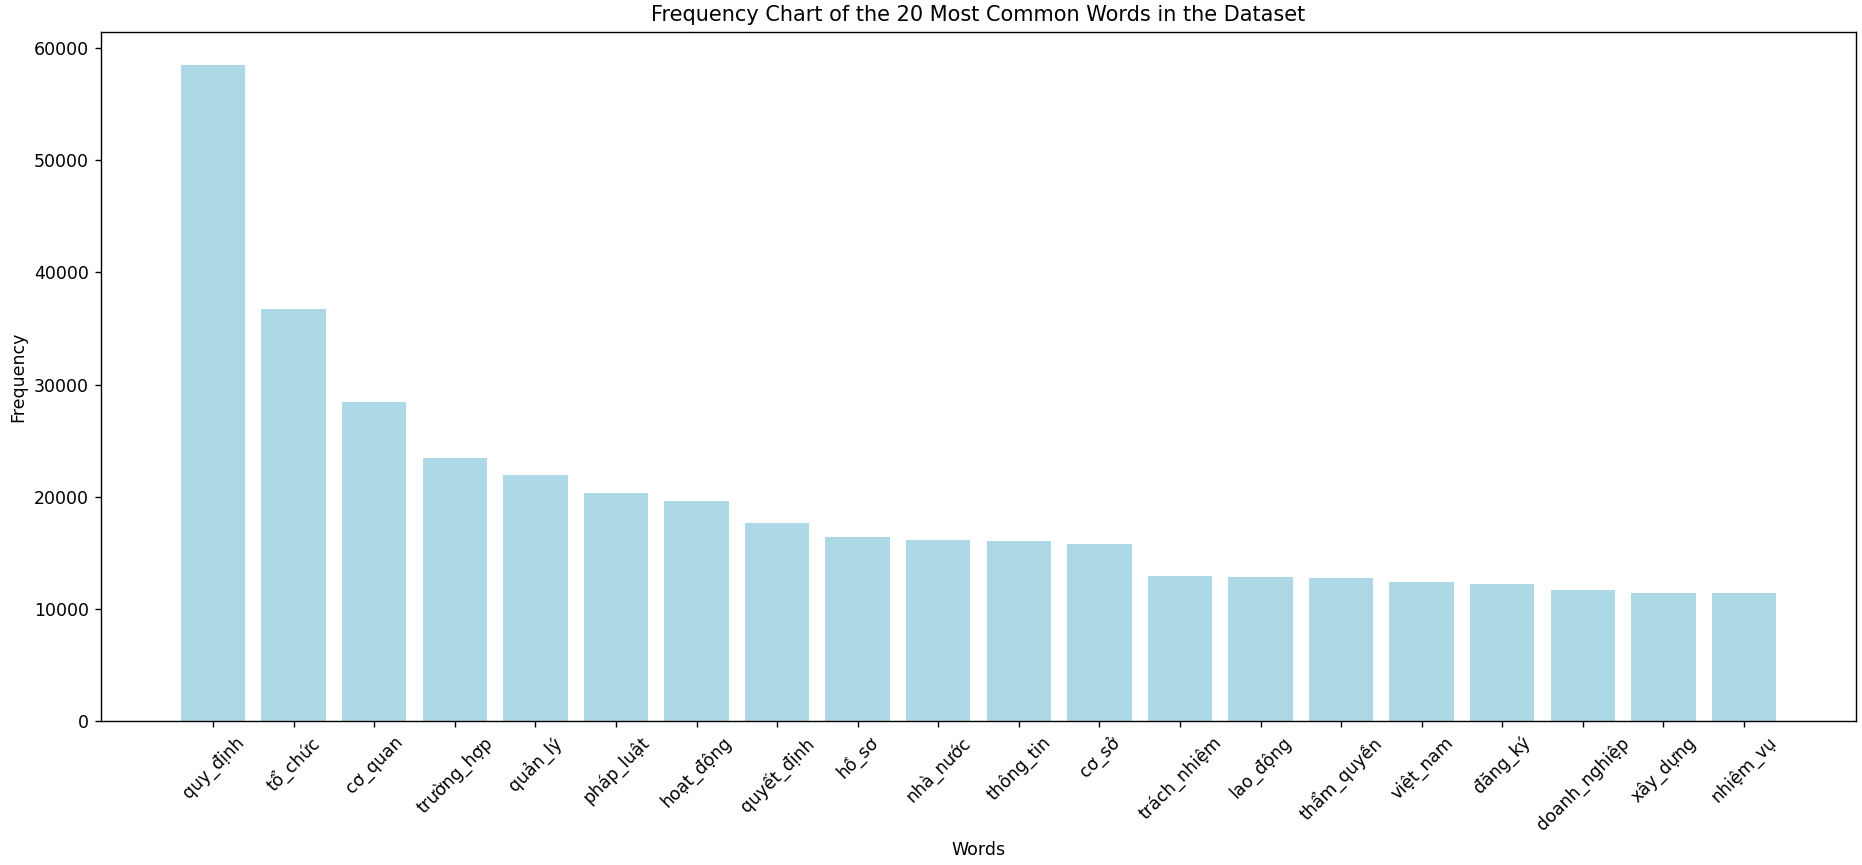 Frequency Chart of the 20 Most Common Words in the Dataset
60000
50000
40000
30000
20000
10000
0
Frequency
quy_định
tổ_chức
cơ_quan
trường_hợp
quản_lý
pháp_luật
hoạt_động
quyết_định
hồ_sơ
nhà_nước
thông_tin
cơ_sở
trách_nhiệm
lao_động
thẩm_quyền
việt_nam
đăng_ký
doanh_nghiệp
xây_dựng
nhiệm_vụ
Words